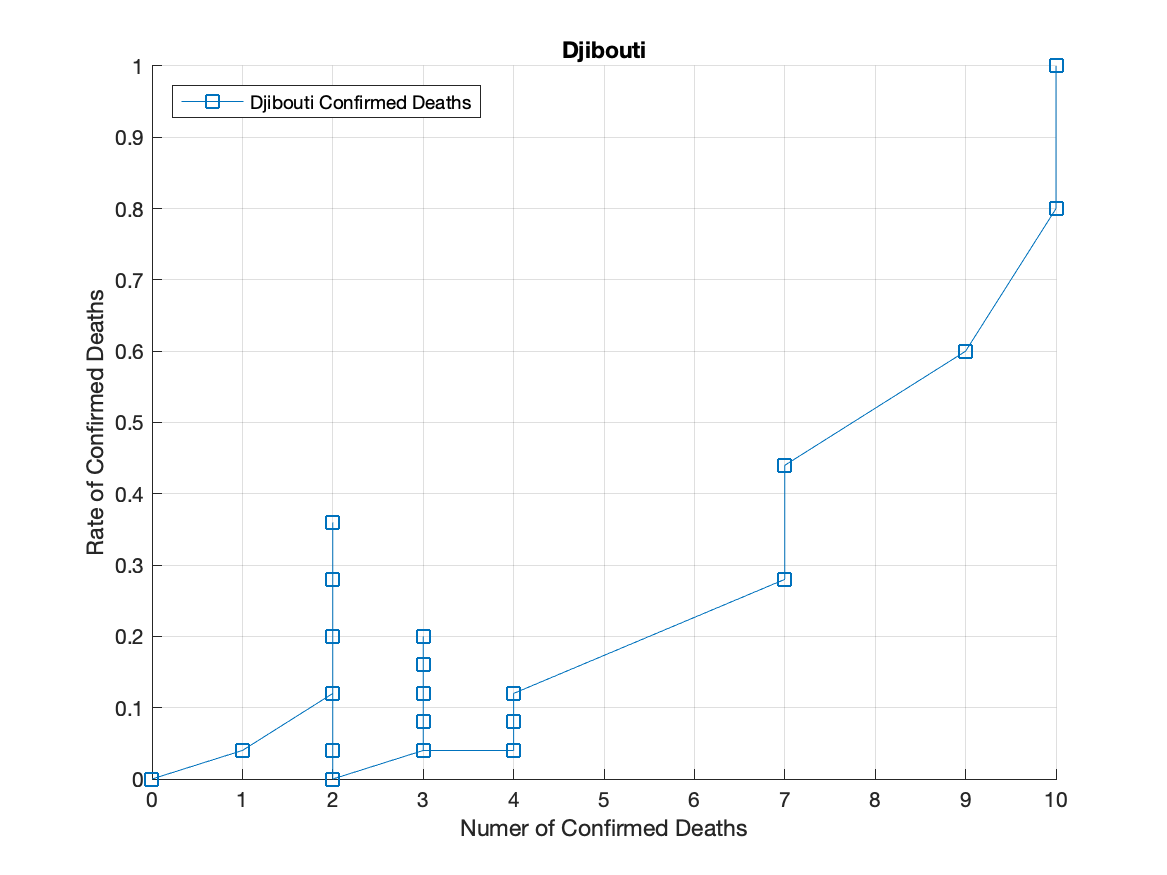 Djibouti
Djibouti Confirmed Deaths
1
0.9
0.8
0.7
0.6
0.5
0.4
0.3
0.2
0.1
0
Rate of Confirmed Deaths
0 1 2 3 4 5 6 7 8 9 10
Numer of Confirmed Deaths